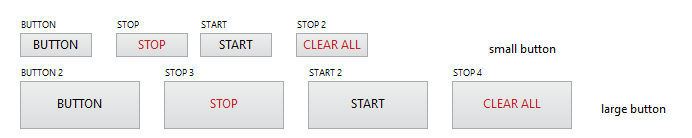 BUTTON STOP START STOP 2
BUTTON STOP START CLEAR ALL small button
BUTTON 2 STOP 3 START 2 STOP 4
BUTTON STOP START CLEAR ALL large button